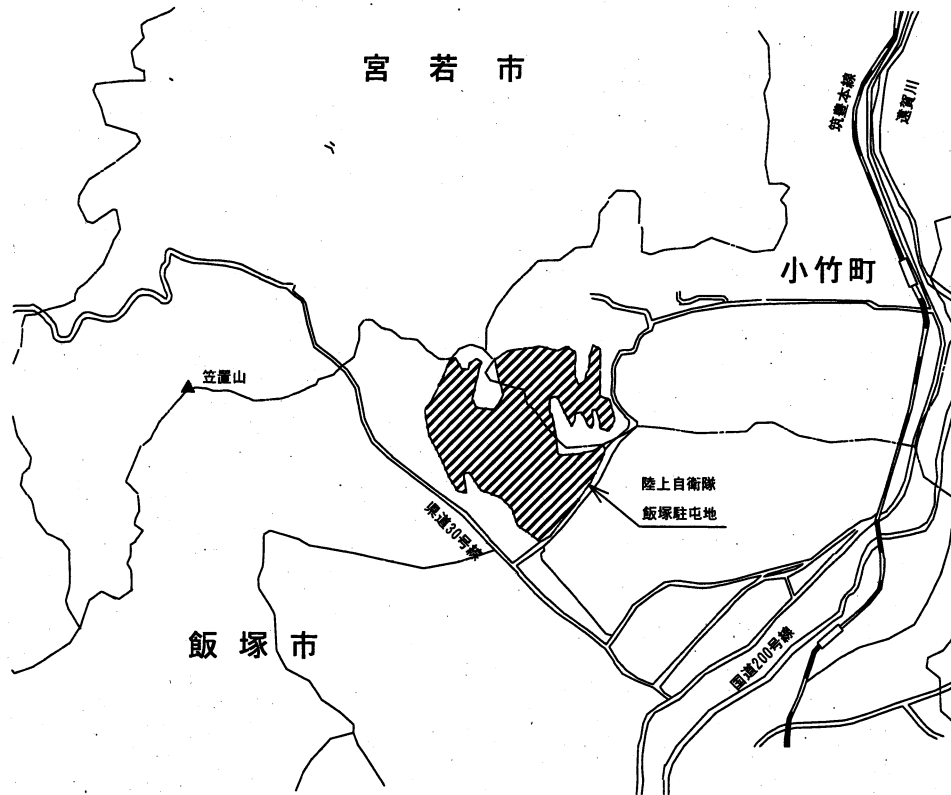 宮若市
筑豊本線
遠賀川
小竹町
笠置山
陸上自衛隊
飯塚駐屯地
県道30号線
飯塚市
国道200号線